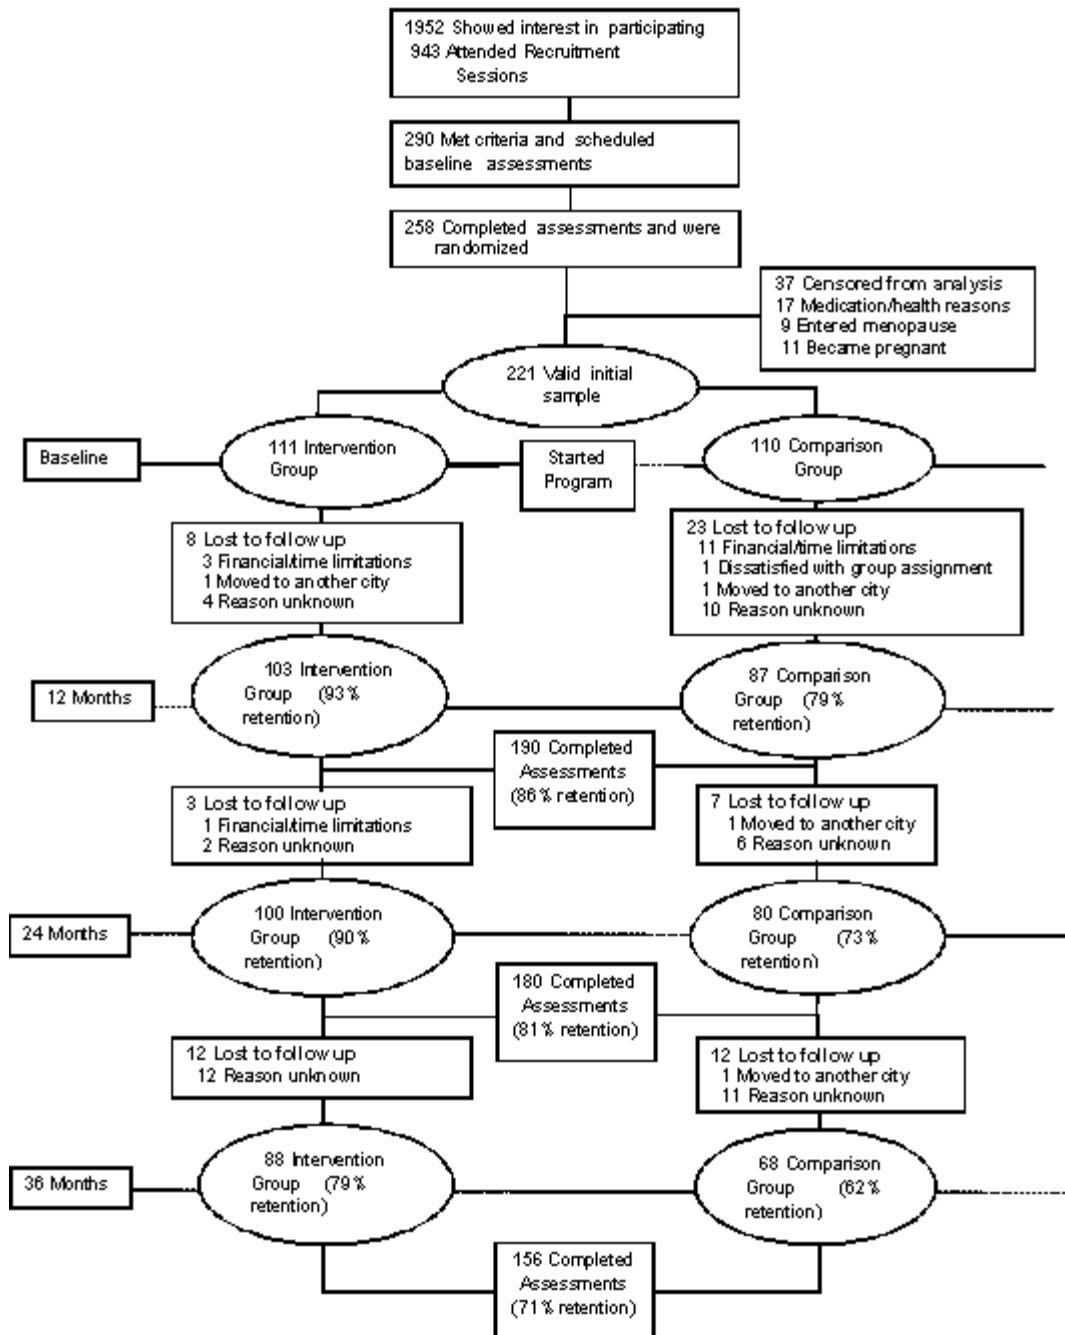 1952 Showed interest in participating
943 Attended Recruitment
Sessions
290 Met criteria and scheduled
baseline assessments
258 Completed assessments and were
randomized
37 Censored from analysis
17 Medication/health reasons
9 Entered menopause
11 Became pregnant
221 Valid initial
sample
Baseline
111 Intervention
Group
Started
Program
110 Comparison
Group
8 Lost to follow up
3 Financial/time limitations
1 Moved to another city
4 Reason unknown
23 Lost to follow up
11 Financial/time limitations
1 Dissatisfied with group assignment
1 Moved to another city
10 Reason unknown
12 Months
103 Intervention
Group (93%
retention)
87 Comparison
Group (79%
retention)
190 Completed
Assessments
(86% retention)
3 Lost to follow up
1 Financial/time limitations
2 Reason unknown
7 Lost to follow up
1 Moved to another city
6 Reason unknown
24 Months
100 Intervention
Group (90%
retention)
80 Comparison
Group (73%
retention)
180 Completed
Assessments
(81% retention)
12 Lost to follow up
12 Reason unknown
12 Lost to follow up
1 Moved to another city
11 Reason unknown
36 Months
88 Intervention
Group (79%
retention)
68 Comparison
Group (62%
retention)
156 Completed
Assessments
(71% retention)